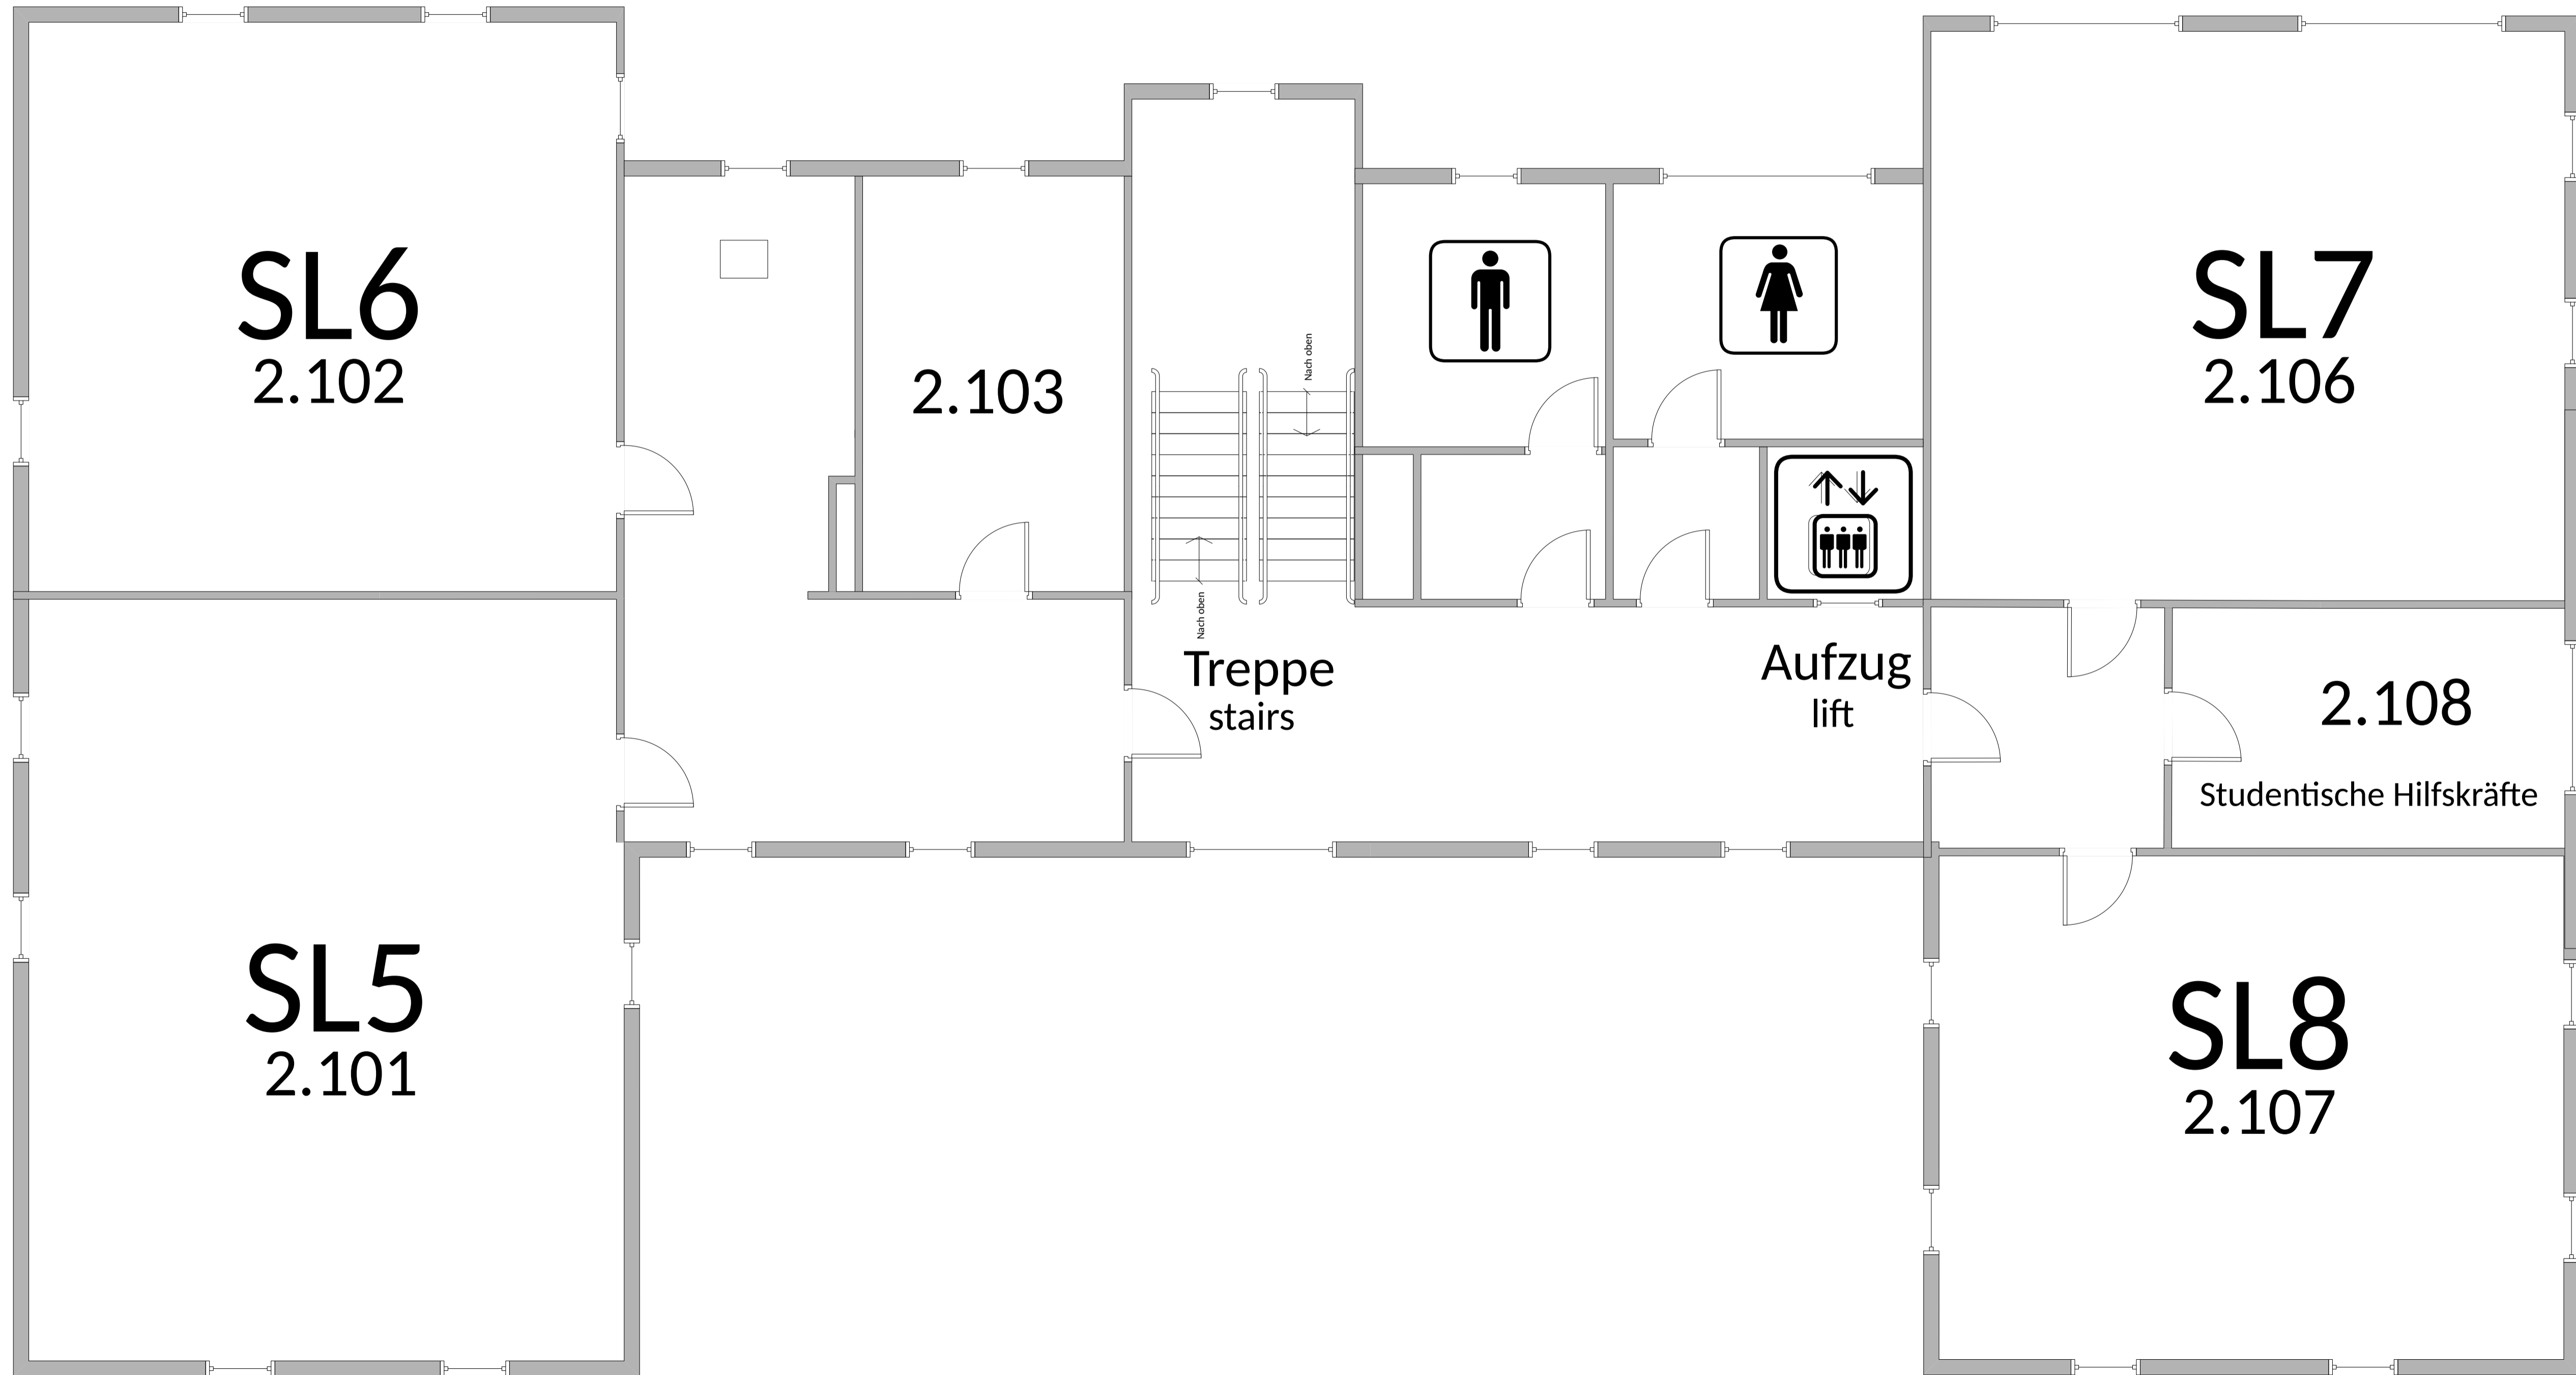 SL6
2.102
2.103
Nach oben
Nach oben
Treppe
stairs
Aufzug
lift
SL7
2.106
2.108
Studentische Hilfskräfte
SL5
2.101
SL8
2.107